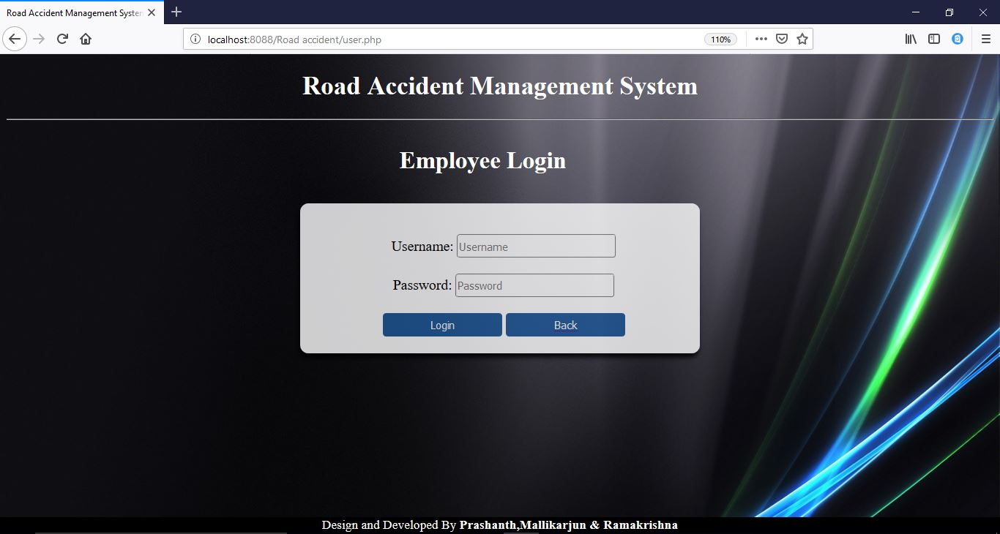 Road Accident Management System
localhost:8088/Road accident/user.php
110%
Road Accident Management System
Employee Login
Username: Username
Password: Password
Login Back
Design and Developed By Prashanth,Mallikarjun & Ramakrishna